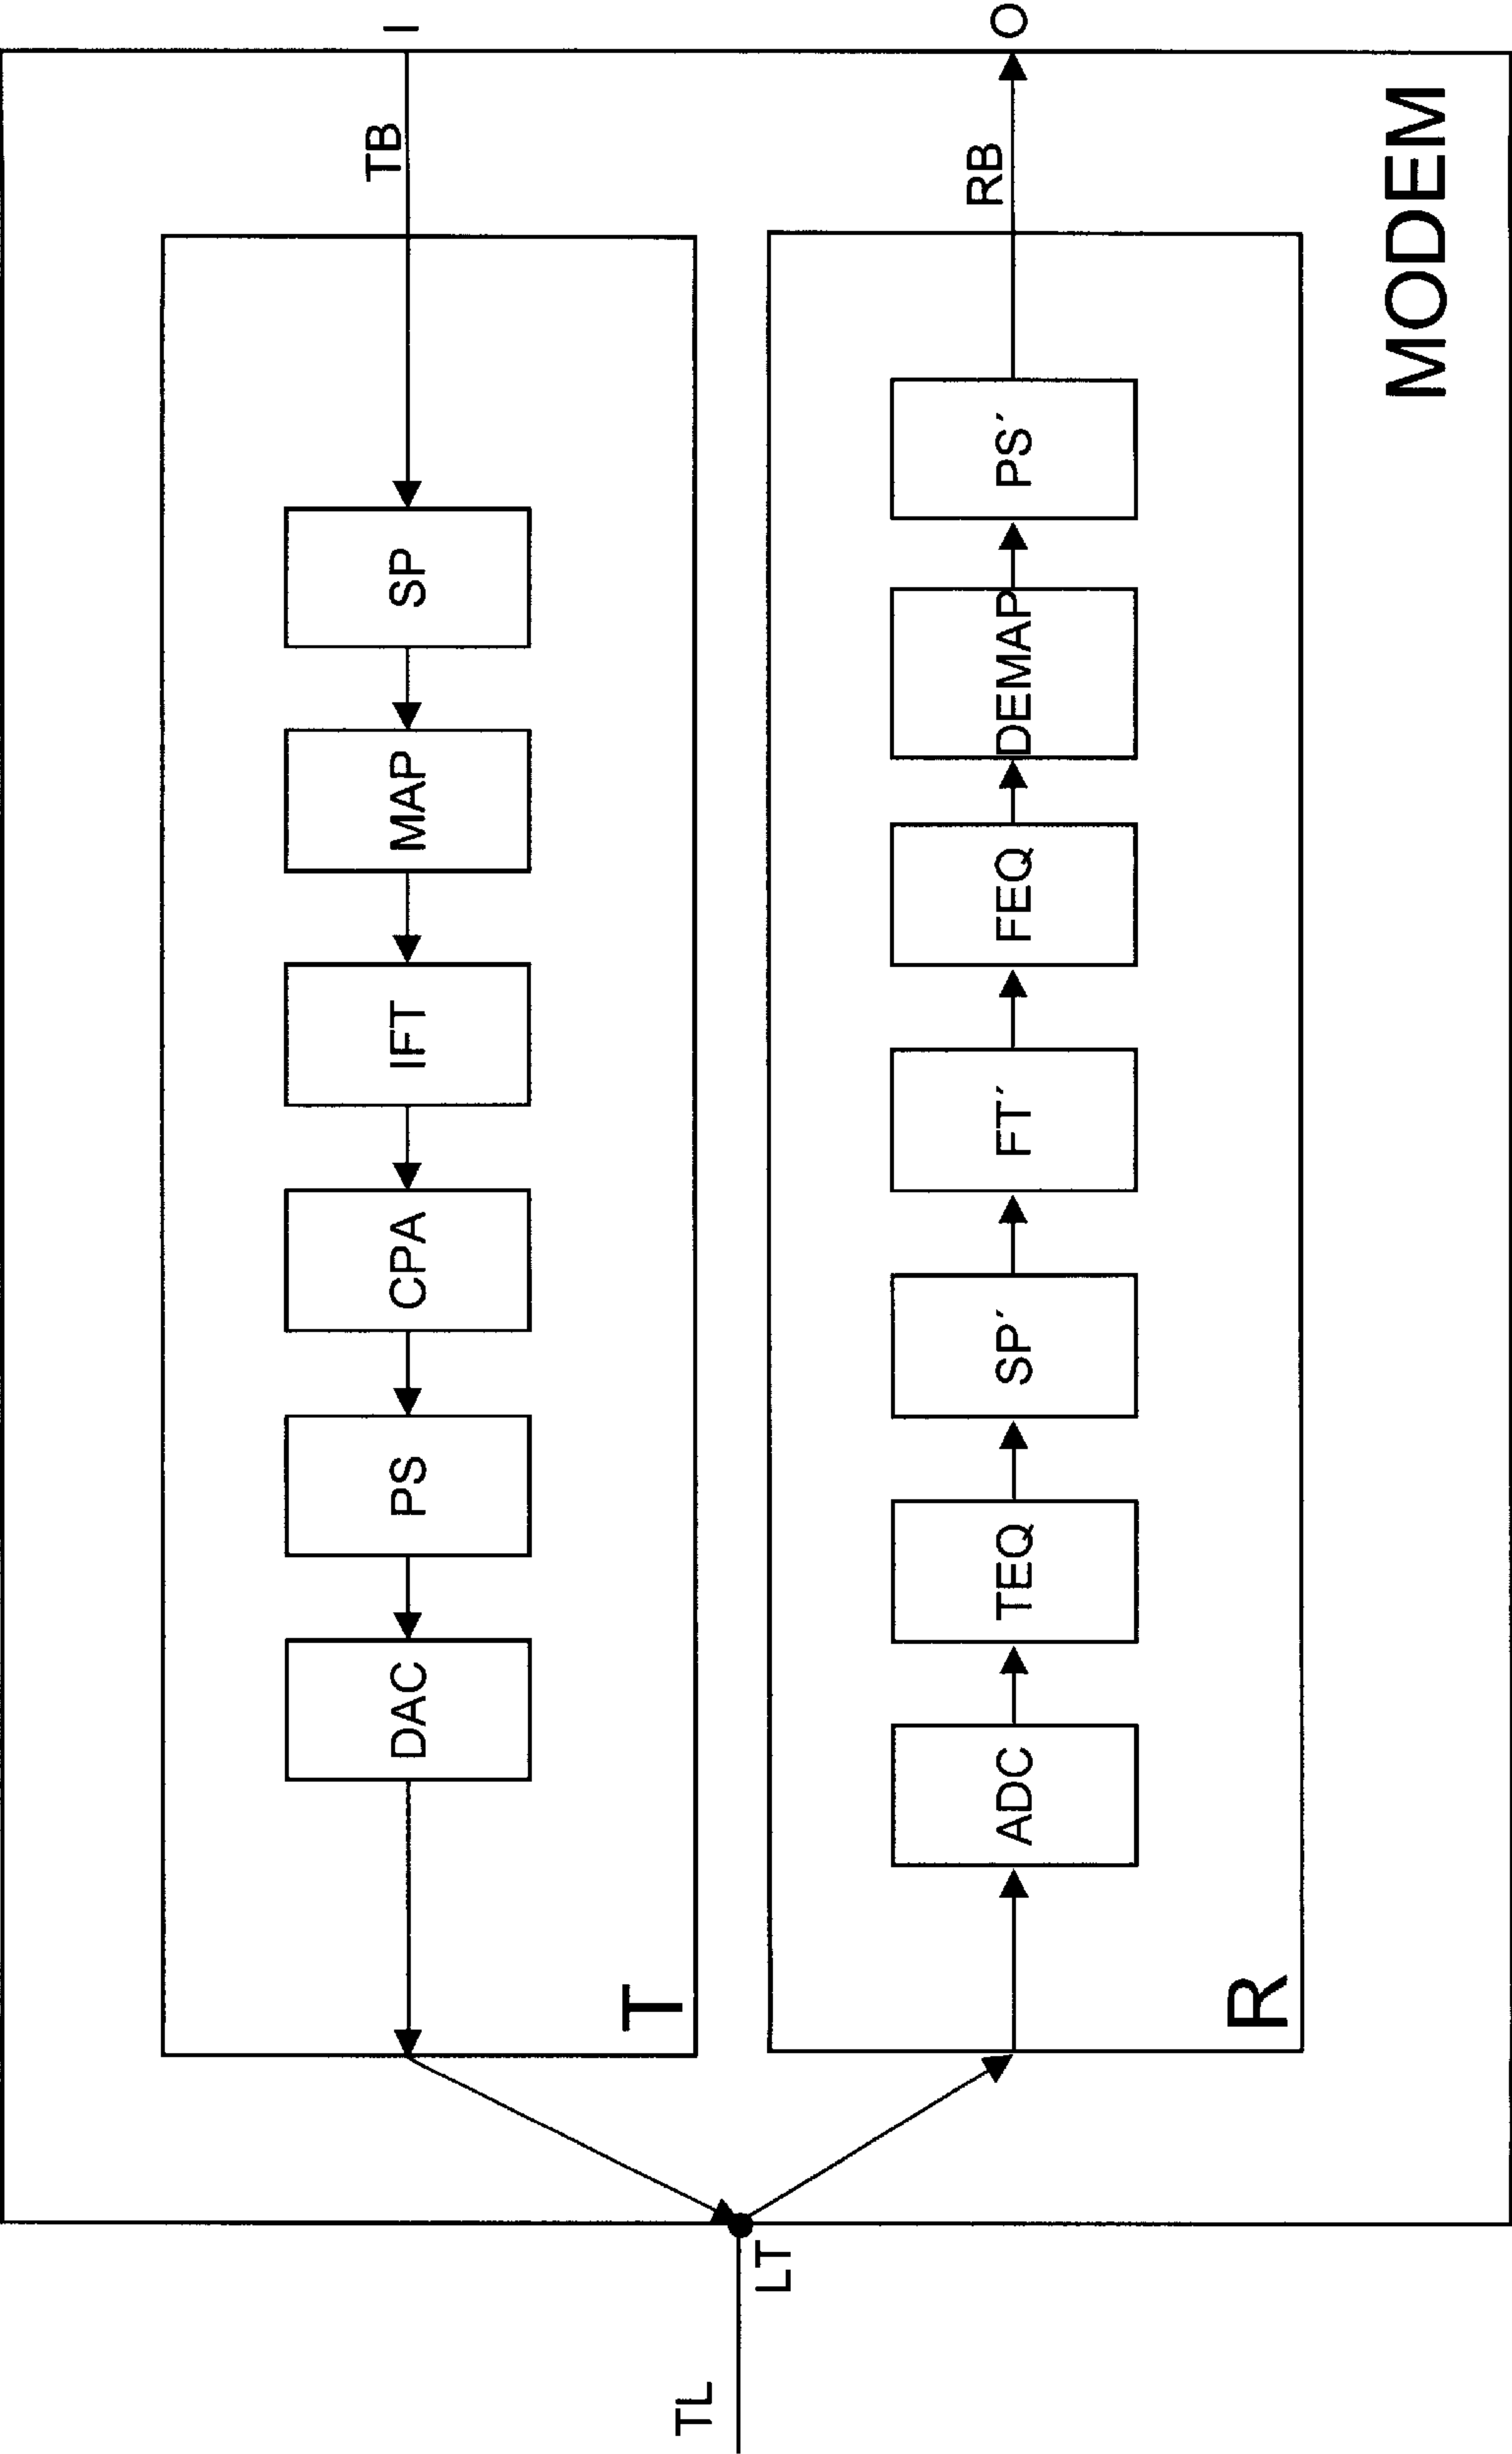 TB
I
DAC
PS
CPA
IFT
MAP
SP
T
TL
LT
RB
O
ADC
TEQ
SP´
FT´
FEQ
DEMAP
PS´
R
MODEM